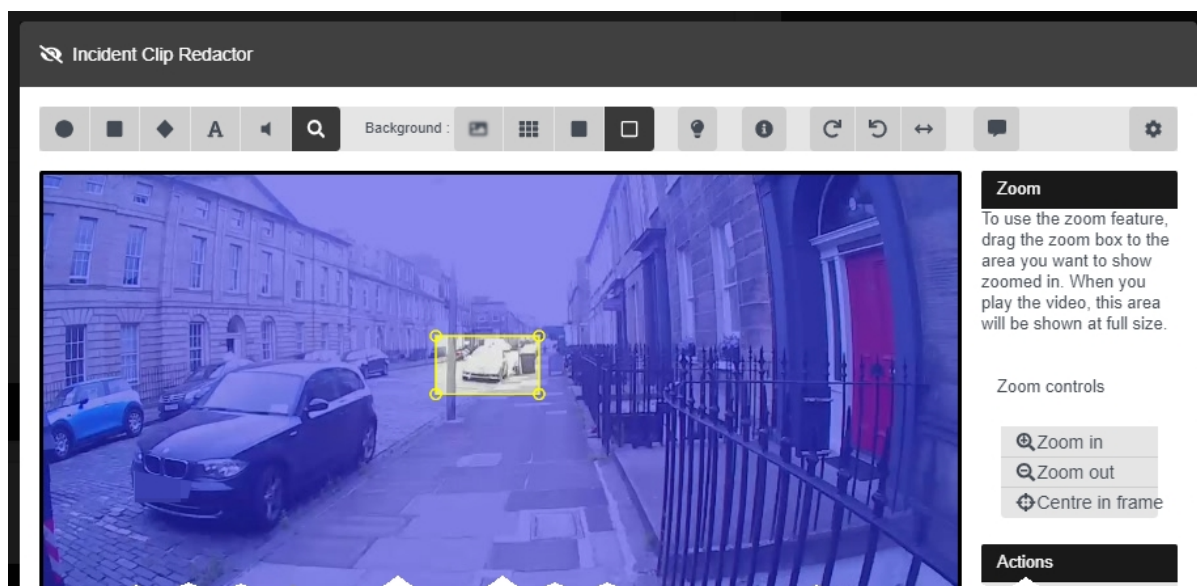 Incident Clip Redactor
A
Background :
Zoom
To use the zoom feature,
drag the zoom box to the
area you want to show
zoomed in. When you
play the video, this area
will be shown at full size.
Zoom controls
Zoom in
Zoom out
Centre in frame
Actions